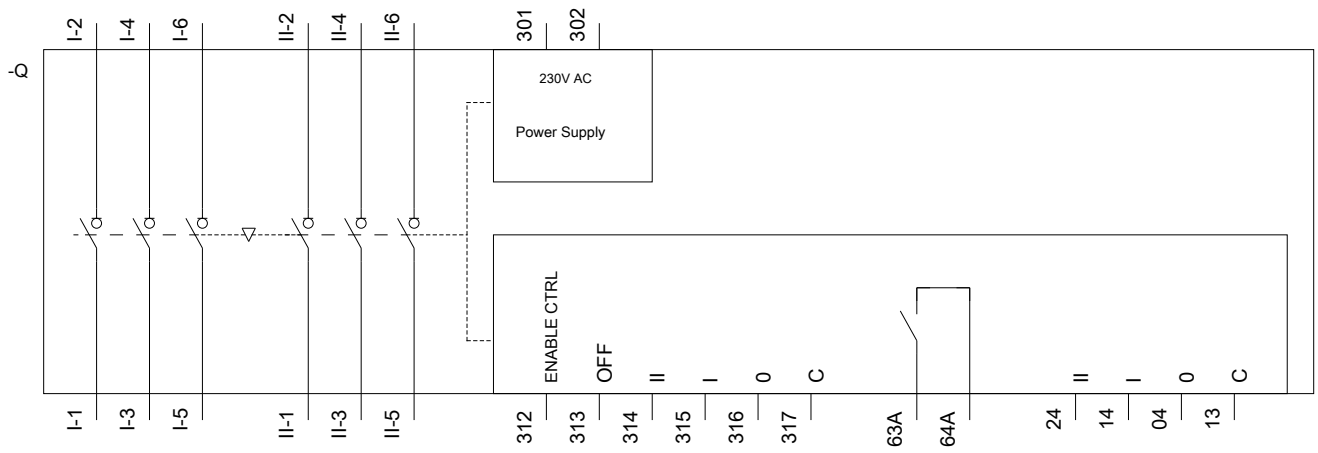 I-2
I-4
I-6
II-2
II-4
II-6
301
302
-Q
230V AC
Power Supply
ENABLE CTRL
OFF
II
I
0
C
II
I
0
C
I-1
I-3
I-5
II-1
II-3
II-5
312
313
314
315
316
317
63A
64A
24
14
04
13